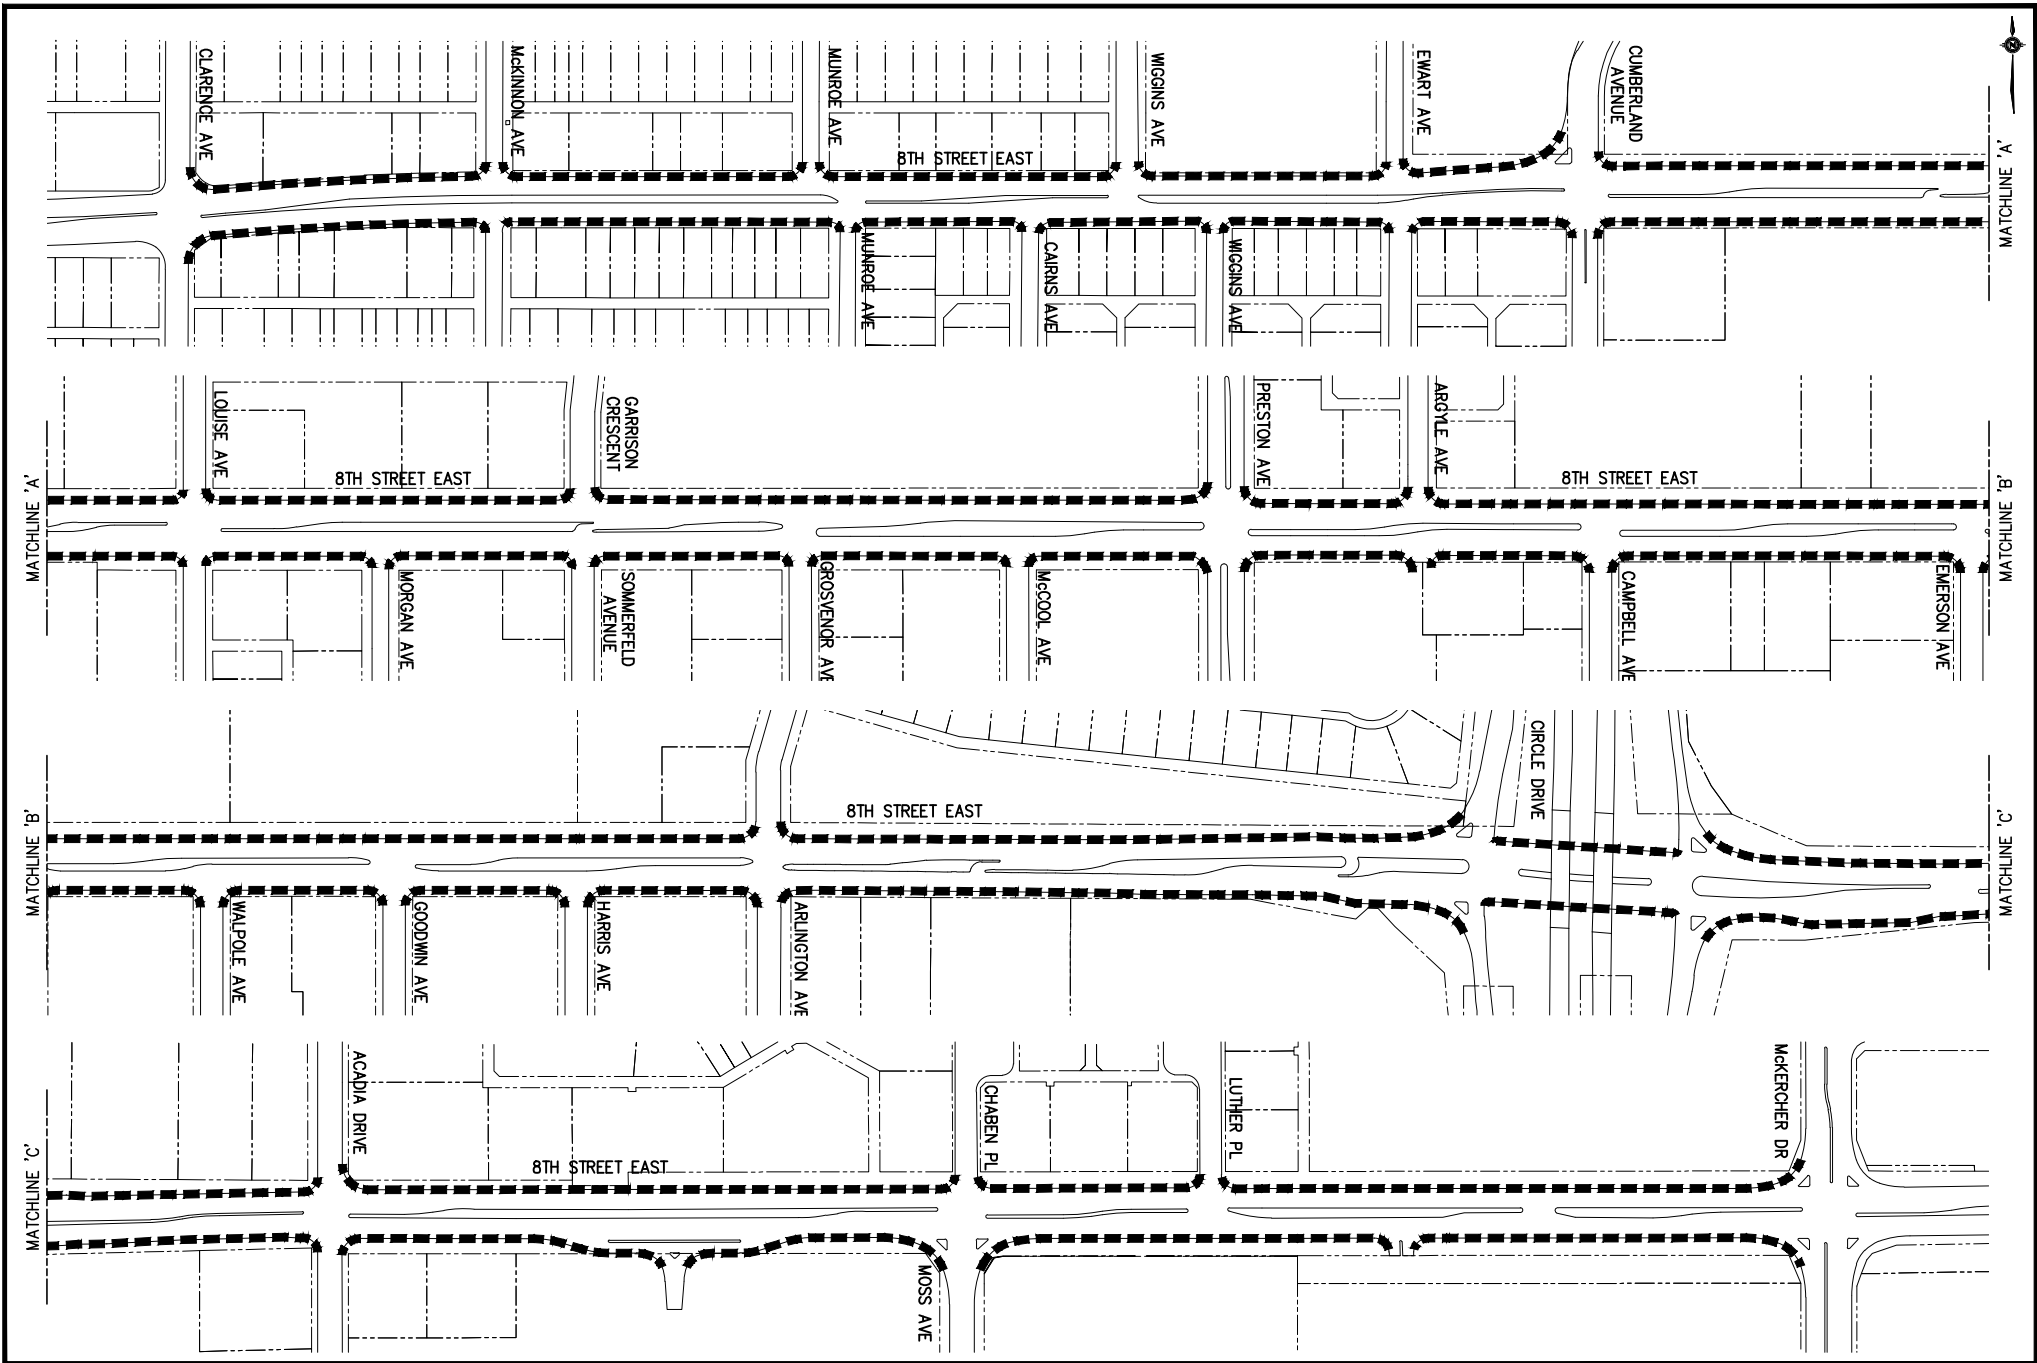 CLARENCE AVE
McKINNON AVE
MUNROE AVE
8TH STREET EAST
WIGGINS AVE
EWART AVE
CUMBERLAND
AVENUE
N
MATCHLINE 'A'
MUNROE AVE
CAIRNS AVE
WIGGINS AVE
MATCHLINE 'A'
LOUISE AVE
8TH STREET EAST
GARRISON
CRESCENT
PRESTON AVE
ARGYLE AVE
8TH STREET EAST
MATCHLINE 'B'
MORGAN AVE
SOMMERFELD
AVENUE
GROSVENOR AVE
McCOOL AVE
CAMPBELL AVE
EMERSON AVE
MATCHLINE 'B'
8TH STREET EAST
CIRCLE DRIVE
MATCHLINE 'C'
WALPOLE AVE
GOODWIN AVE
HARRIS AVE
ARLINGTON AVE
MATCHLINE 'C'
ACADIA DRIVE
8TH STREET EAST
CHABEN PL
LUTHER PL
McKERCHER DR
MOSS AVE